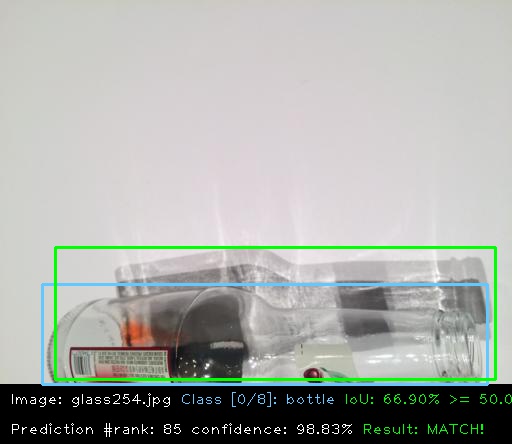 Image: glass254.jpg Class [0/8]: bottle IoU: 66.90% >= 50.0
Prediction #rank: 85 confidence: 98.83% Result: MATCH!